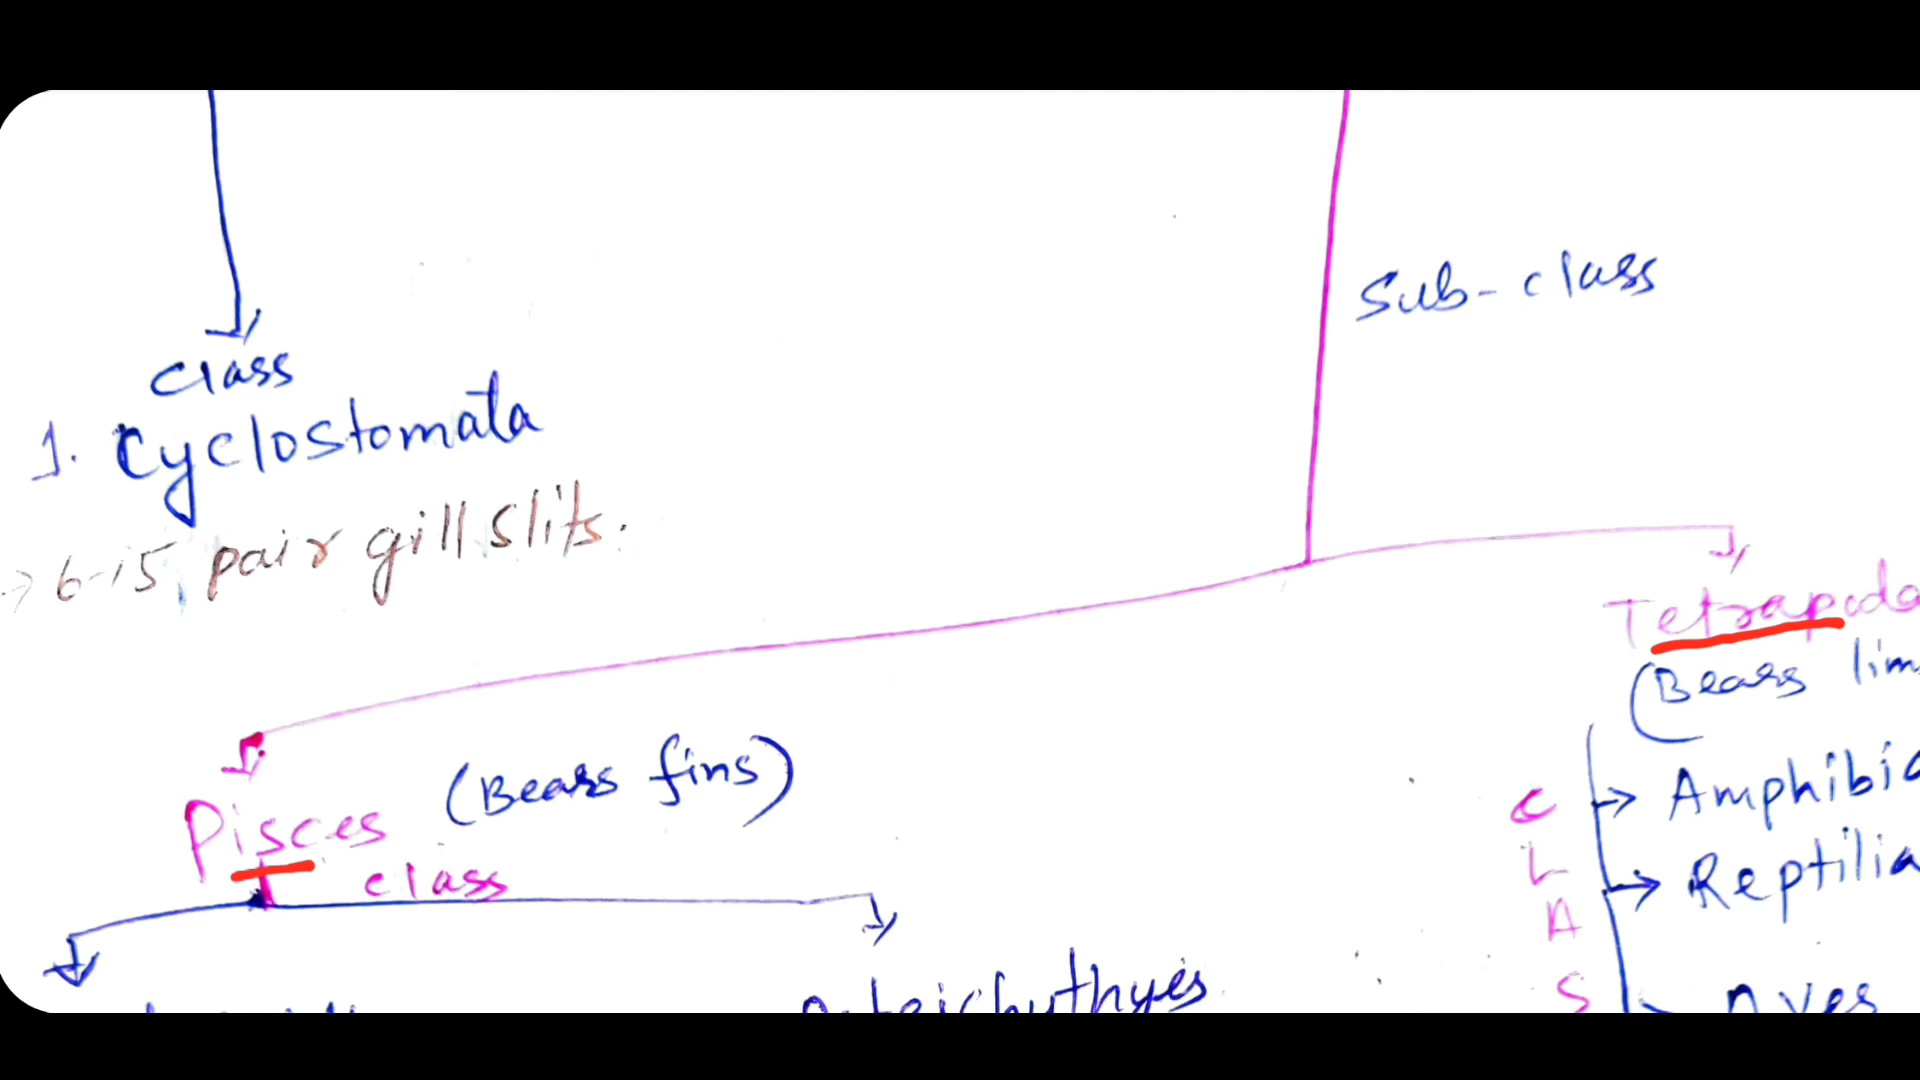 Sub-class
class
1. Cyclostomata
→ 6-15 pair gill slits.
Tetrapoda
(Bears
Pisces (Bears fins)
class
C L A S
→ Amphibia
→ Reptilia
Aves